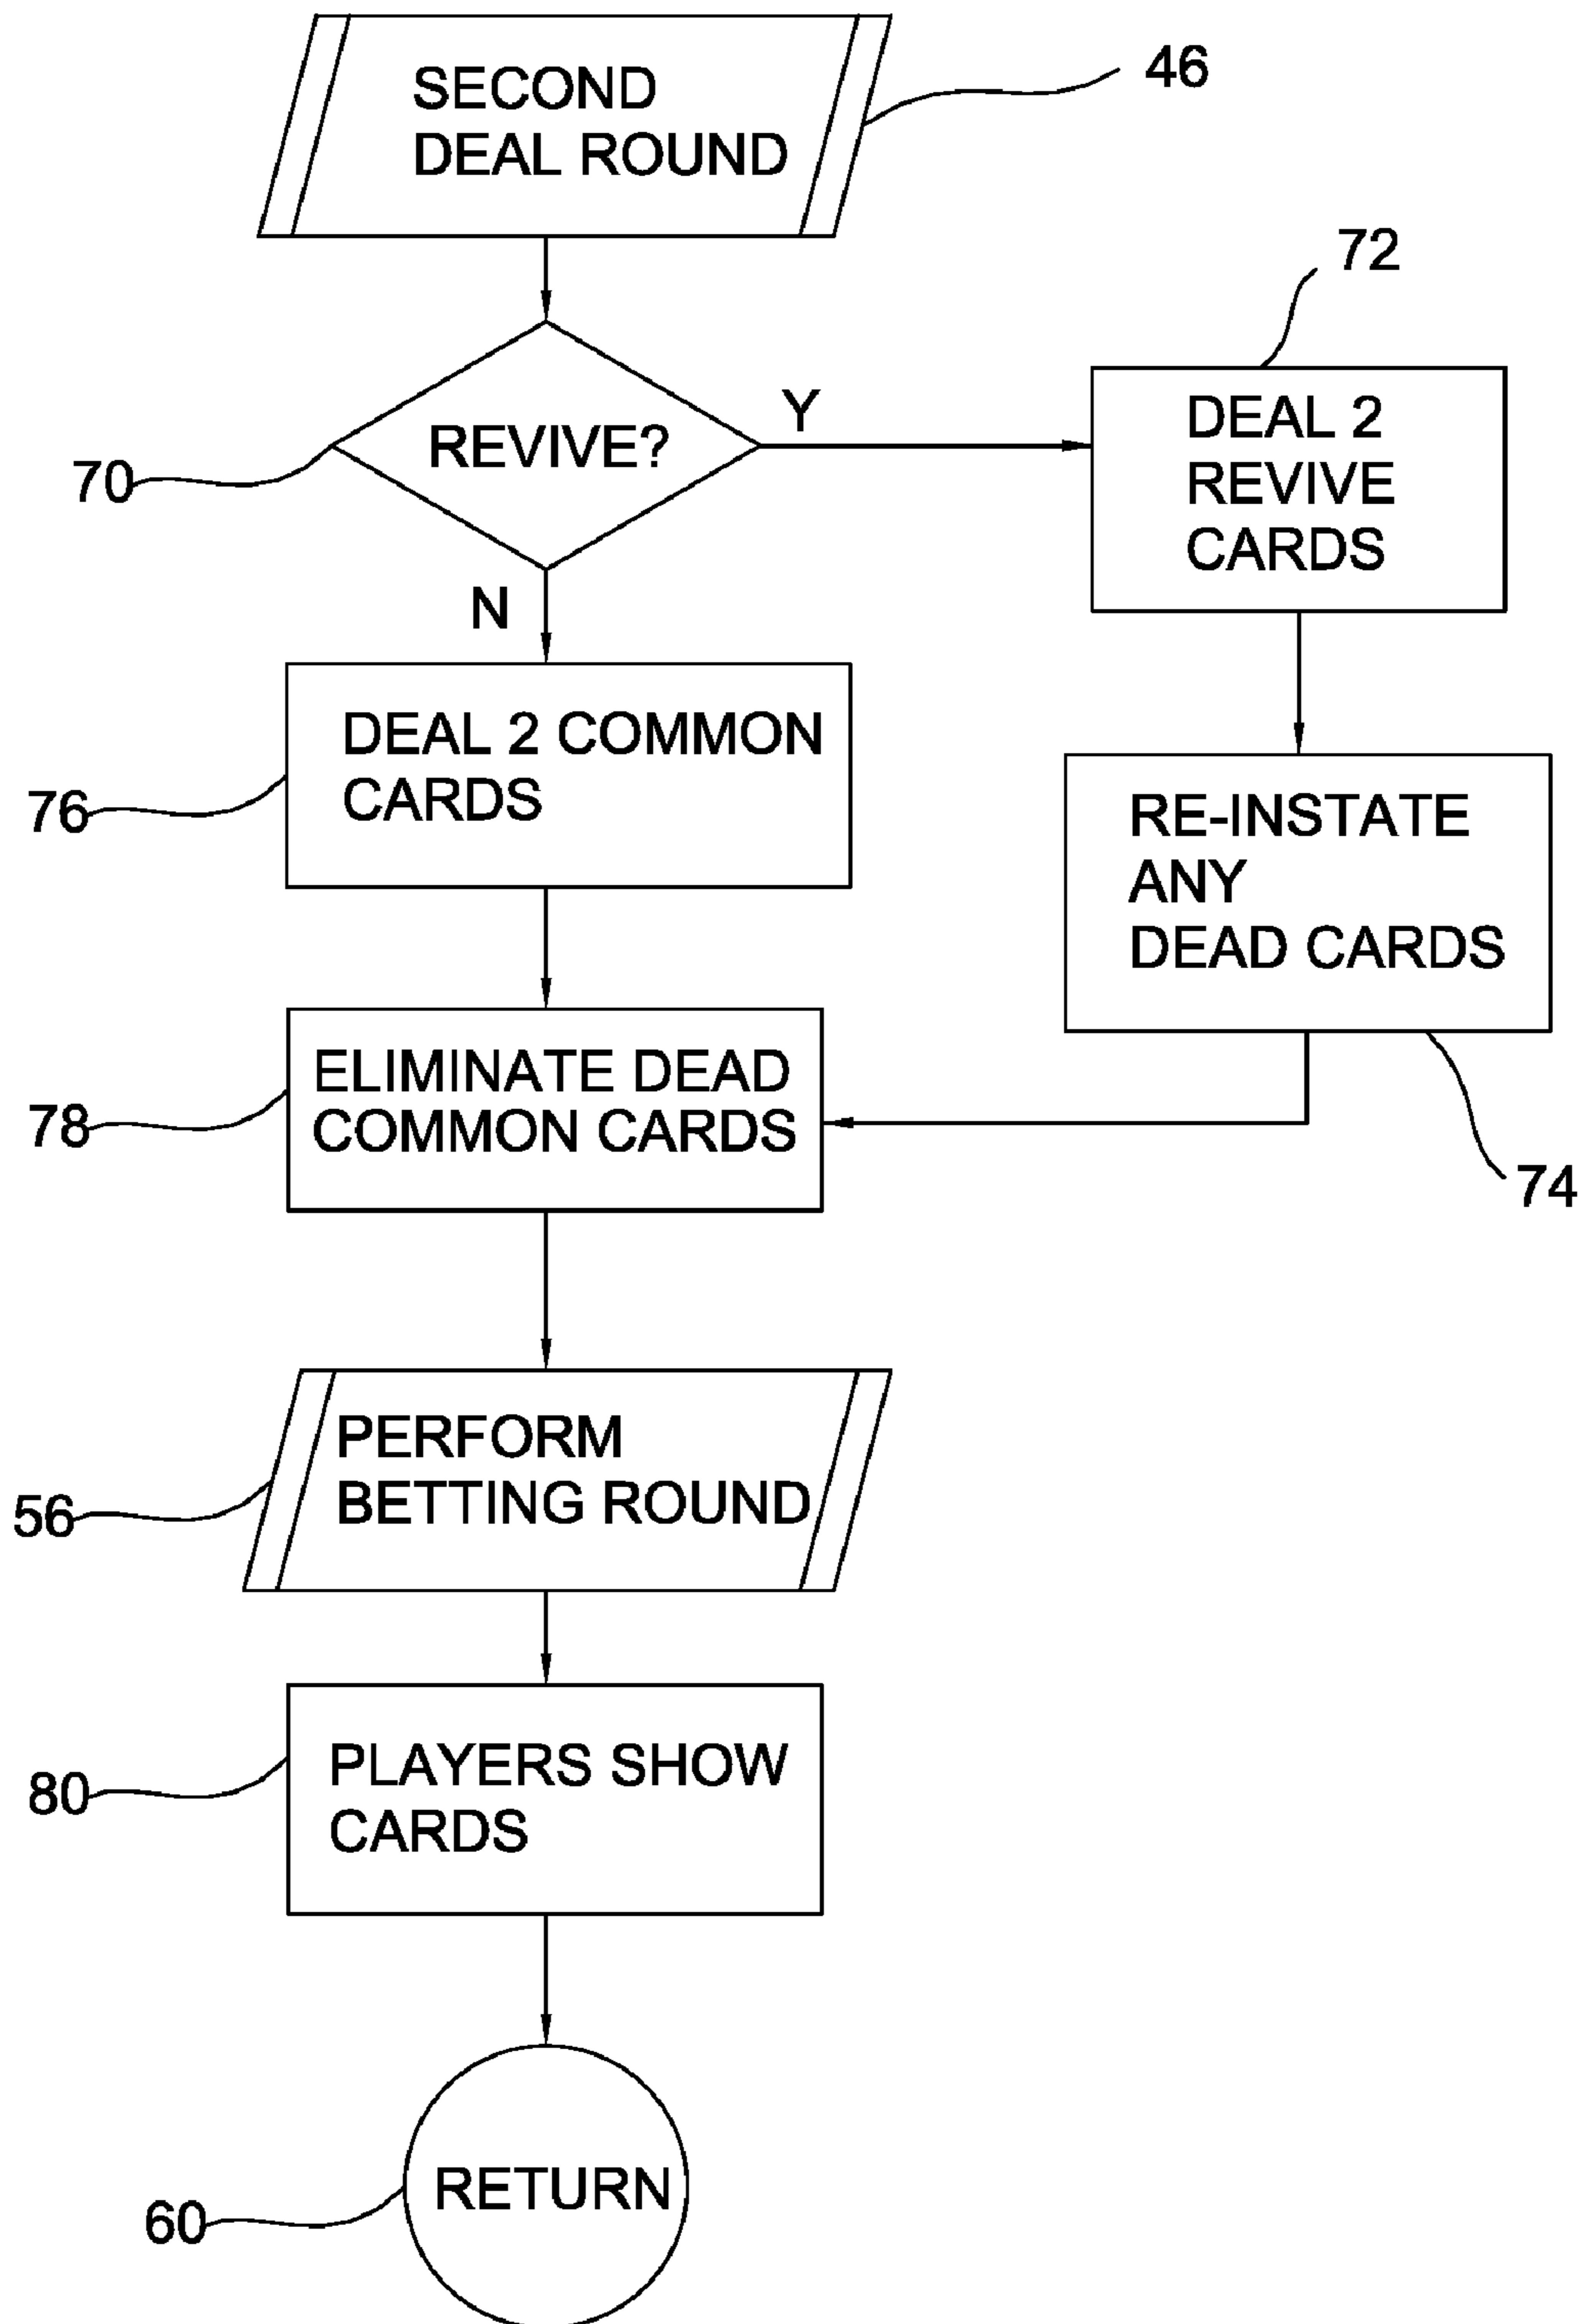 SECOND
DEAL ROUND
46
REVIVE?
70
Y
N
72
DEAL 2
REVIVE
CARDS
DEAL 2 COMMON
CARDS
76
RE-INSTATE
ANY
DEAD CARDS
74
ELIMINATE DEAD
COMMON CARDS
78
PERFORM
BETTING ROUND
56
PLAYERS SHOW
CARDS
80
RETURN
60